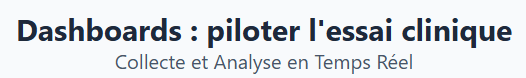 Dashboards : piloter l'essai clinique
Collecte et Analyse en Temps Réel